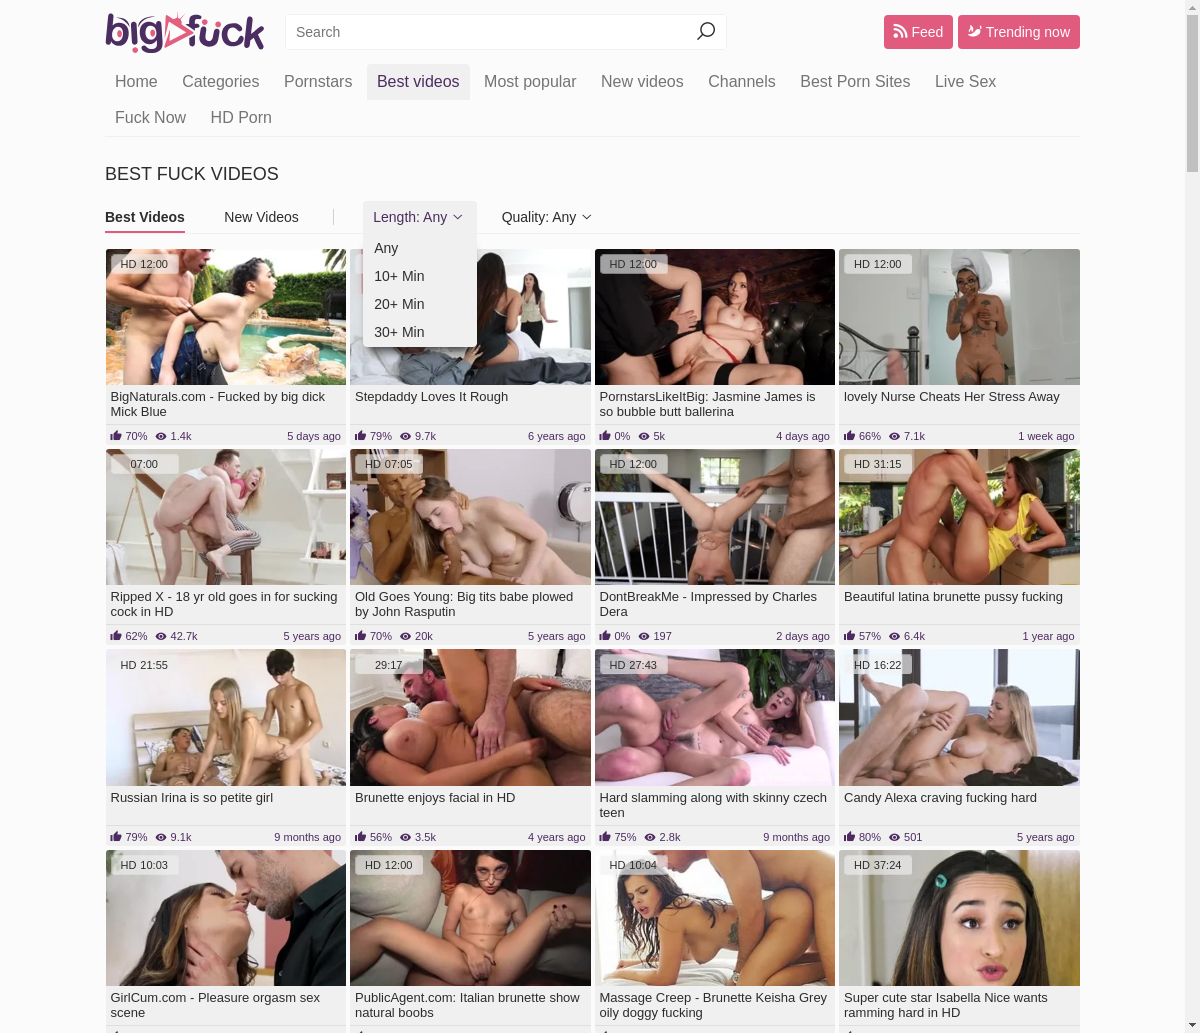 bigfuck
Search
Feed
Trending now
Home Categories Pornstars Best videos Most popular New videos Channels Best Porn Sites Live Sex
Fuck Now HD Porn
BEST FUCK VIDEOS
Best Videos New Videos Length: Any Quality: Any
Any
10+ Min
20+ Min
30+ Min
HD 12:00
BigNaturals.com - Fucked by big dick
Mick Blue
70% 1.4k 5 days ago
Stepdaddy Loves It Rough
79% 9.7k 6 years ago
HD 12:00
PornstarsLikeItBig: Jasmine James is
so bubble butt ballerina
0% 5k 4 days ago
HD 12:00
lovely Nurse Cheats Her Stress Away
66% 7.1k 1 week ago
07:00
Ripped X - 18 yr old goes in for sucking
cock in HD
62% 42.7k 5 years ago
HD 07:05
Old Goes Young: Big tits babe plowed
by John Rasputin
70% 20k 5 years ago
HD 12:00
DontBreakMe - Impressed by Charles
Dera
0% 197 2 days ago
HD 31:15
Beautiful latina brunette pussy fucking
57% 6.4k 1 year ago
HD 21:55
Russian Irina is so petite girl
79% 9.1k 9 months ago
29:17
Brunette enjoys facial in HD
56% 3.5k 4 years ago
HD 27:43
Hard slamming along with skinny czech
teen
75% 2.8k 9 months ago
HD 16:22
Candy Alexa craving fucking hard
80% 501 5 years ago
HD 10:03
GirlCum.com - Pleasure orgasm sex
scene
HD 12:00
PublicAgent.com: Italian brunette show
natural boobs
HD 10:04
Massage Creep - Brunette Keisha Grey
oily doggy fucking
HD 37:24
Super cute star Isabella Nice wants
ramming hard in HD